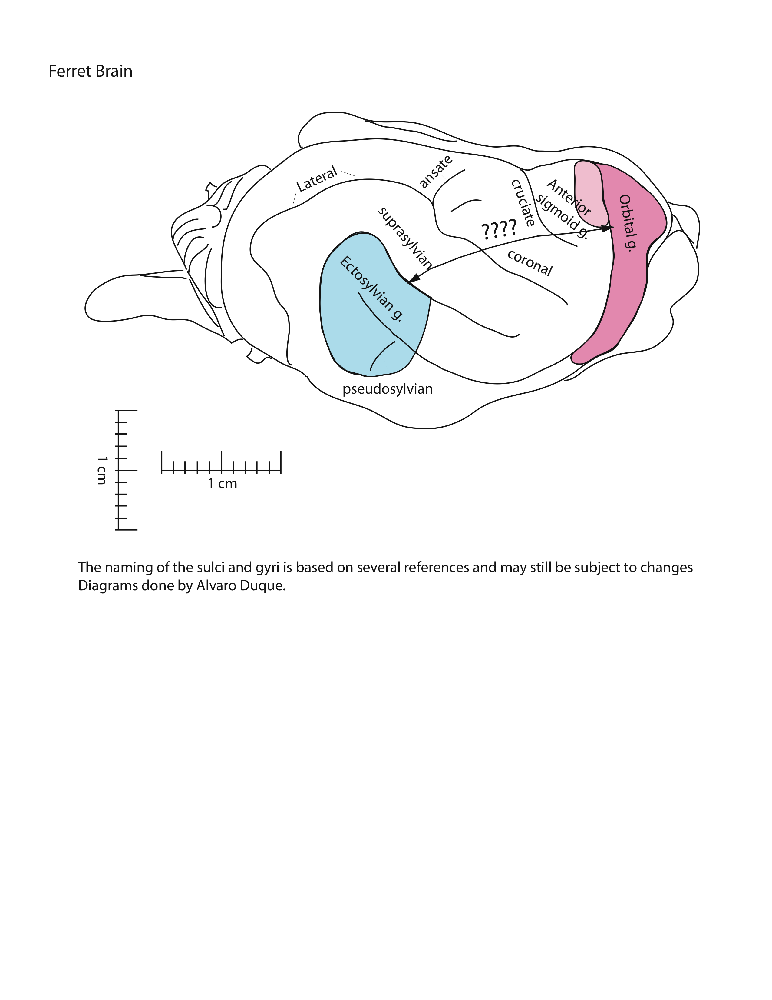 Ferret Brain
Lateral
ansate
suprasylvian
cruciate
Anterior
sigmoid g.
Orbital g.
????
coronal
Ectosylvian g.
pseudosylvian
1 cm
1 cm
The naming of the sulci and gyri is based on several references and may still be subject to changes
Diagrams done by Alvaro Duque.